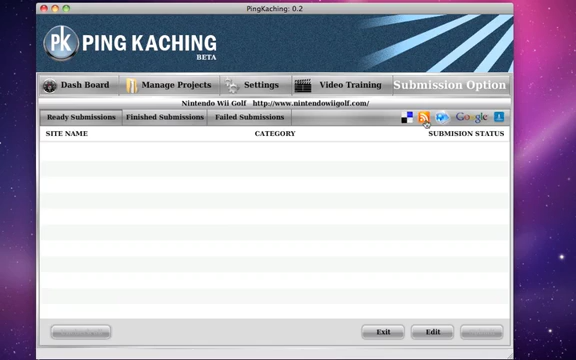 PingKaching: 0.2
PK PING KACHING
BETA
Dash Board Manage Projects Settings Video Training Submission Option
Nintendo Wii Golf http://www.nintendowiigolf.com/
Ready Submissions Finished Submissions Failed Submissions Google
SITE NAME CATEGORY SUBMISION STATUS
Exit Edit